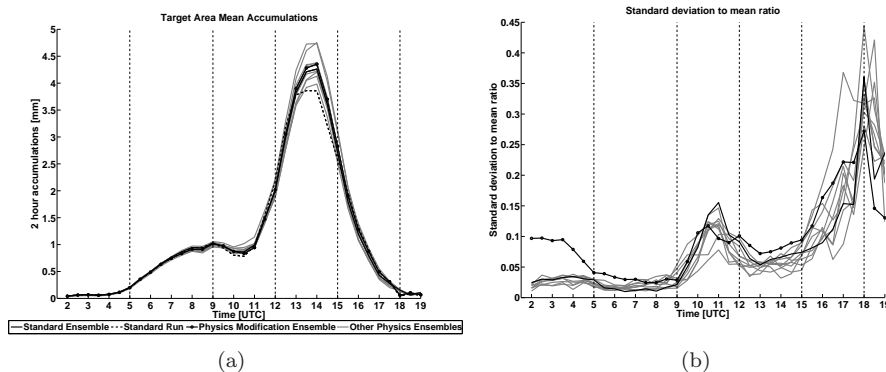 Target Area Mean Accumulations
5
4.5
4
3.5
3
2.5
2
1.5
1
0.5
0
2 hour accumulations [mm]
2 3 4 5 6 7 8 9 10 11 12 13 14 15 16 17 18 19
Time [UTC]
Standard Ensemble Standard Run Physics Modification Ensemble Other Physics Ensembles
(a)
Standard deviation to mean ratio
0.45
0.4
0.35
0.3
0.25
0.2
0.15
0.1
0.05
0
Standard deviation to mean ratio
2 3 4 5 6 7 8 9 10 11 12 13 14 15 16 17 18 19
Time [UTC]
(b)